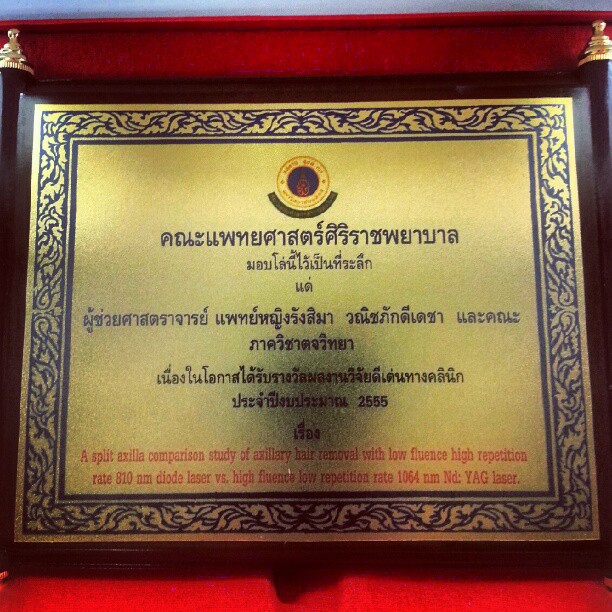 คณะแพทยศาสตร์ศิริราชพยาบาล
มอบโล่นี้ไว้เป็นที่ระลึก
แด่
ผู้ช่วยศาสตราจารย์ แพทย์หญิงรังสิมา วณิชภักดีเดชา และคณะ
ภาควิชาตจวิทยา
เนื่องในโอกาสได้รับรางวัลผลงานวิจัยดีเด่นทางคลินิก
ประจำปีงบประมาณ 2555
เรื่อง
A split axilla comparison study of axillary hair removal with low fluence high repetition
rate 810 nm diode laser vs. high fluence low repetition rate 1064 nm Nd: YAG laser.